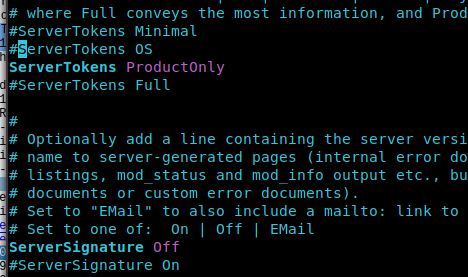 # where Full conveys the most information, and Prod
#ServerTokens Minimal
#ServerTokens OS
ServerTokens ProductOnly
#ServerTokens Full
#
# Optionally add a line containing the server versi
# name to server-generated pages (internal error do
# listings, mod_status and mod_info output etc., bu
# documents or custom error documents).
# Set to "EMail" to also include a mailto: link to
# Set to one of:  On | Off | EMail
ServerSignature Off
#ServerSignature On